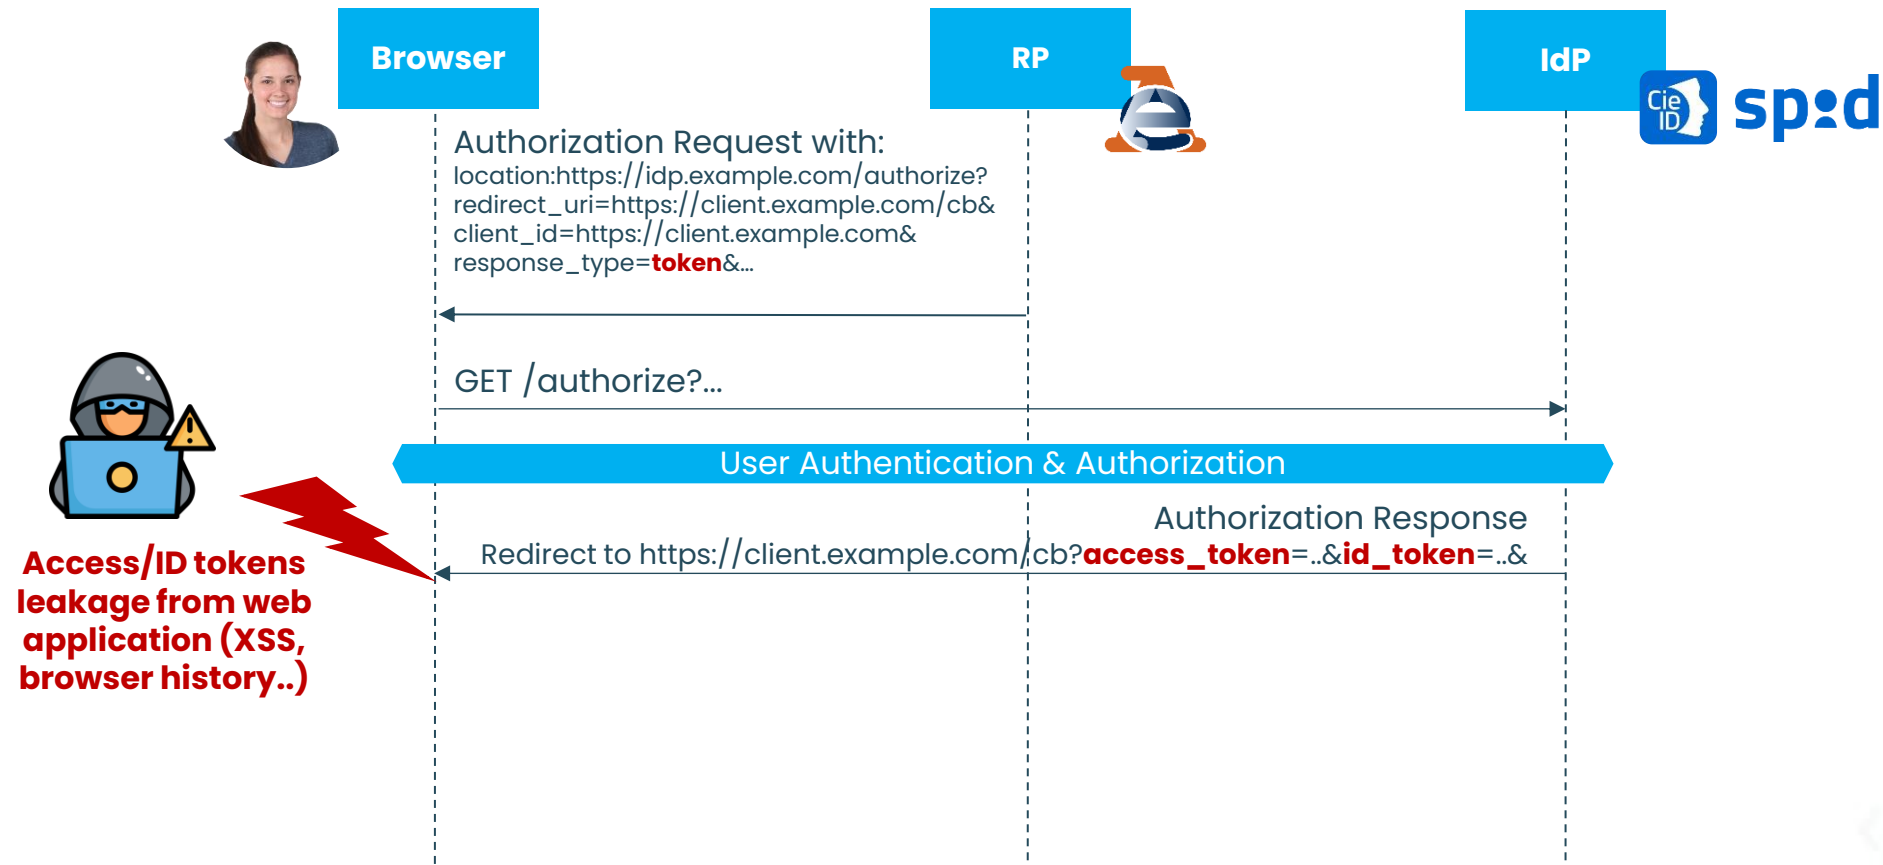 Browser
RP
IdP
Cie
ID
spid
Authorization Request with:
location:https://idp.example.com/authorize?
redirect_uri=https://client.example.com/cb&
client_id=https://client.example.com&
response_type=token&...
GET /authorize?...
User Authentication & Authorization
Authorization Response
Redirect to https://client.example.com/cb?access_token=..&id_token=..&
Access/ID tokens
leakage from web
application (XSS,
browser history..)